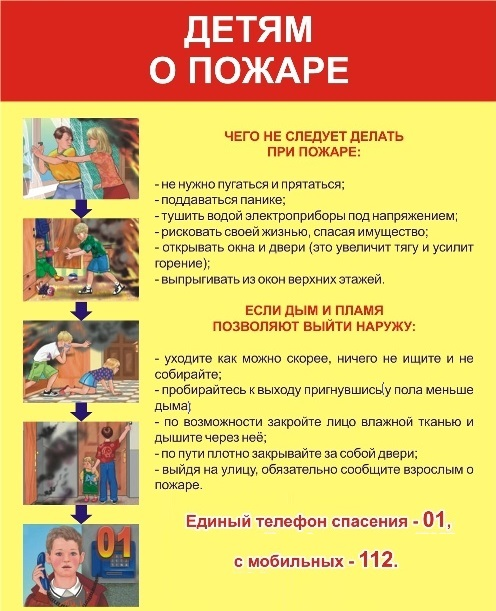 ДЕТЯМ
О ПОЖАРЕ
ЧЕГО НЕ СЛЕДУЕТ ДЕЛАТЬ
ПРИ ПОЖАРЕ:
- не нужно пугаться и прятаться;
- поддаваться панике;
- тушить водой электроприборы под напряжением;
- рисковать своей жизнью, спасая имущество;
- открывать окна и двери (это увеличит тягу и усилит
горение);
- выпрыгивать из окон верхних этажей.
ЕСЛИ ДЫМ И ПЛАМЯ
ПОЗВОЛЯЮТ ВЫЙТИ НАРУЖУ:
- уходите как можно скорее, ничего не ищите и не
собирайте;
- пробирайтесь к выходу пригнувшись(у пола меньше
дыма)
- по возможности закройте лицо влажной тканью и
дышите через неё;
- по пути плотно закрывайте за собой двери;
- выйдя на улицу, обязательно сообщите взрослым о
пожаре.
01
Единый телефон спасения - 01,
с мобильных - 112.